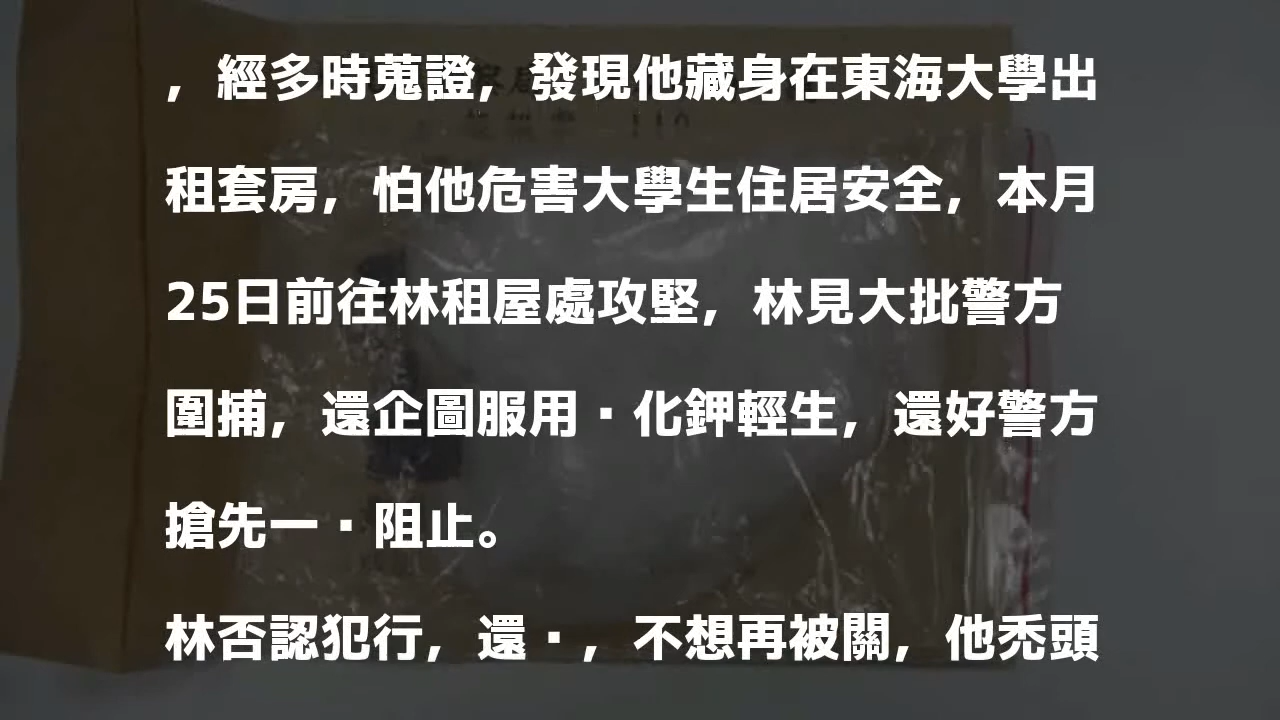 ，經多時蒐證，發現他藏身在東海大學出
租套房，怕他危害大學生住居安全，本月
25日前往林租屋處攻堅，林見大批警方
圍捕，還企圖服用·化鉀輕生，還好警方
搶先一·阻止。
林否認犯行，還·，不想再被關，他禿頭